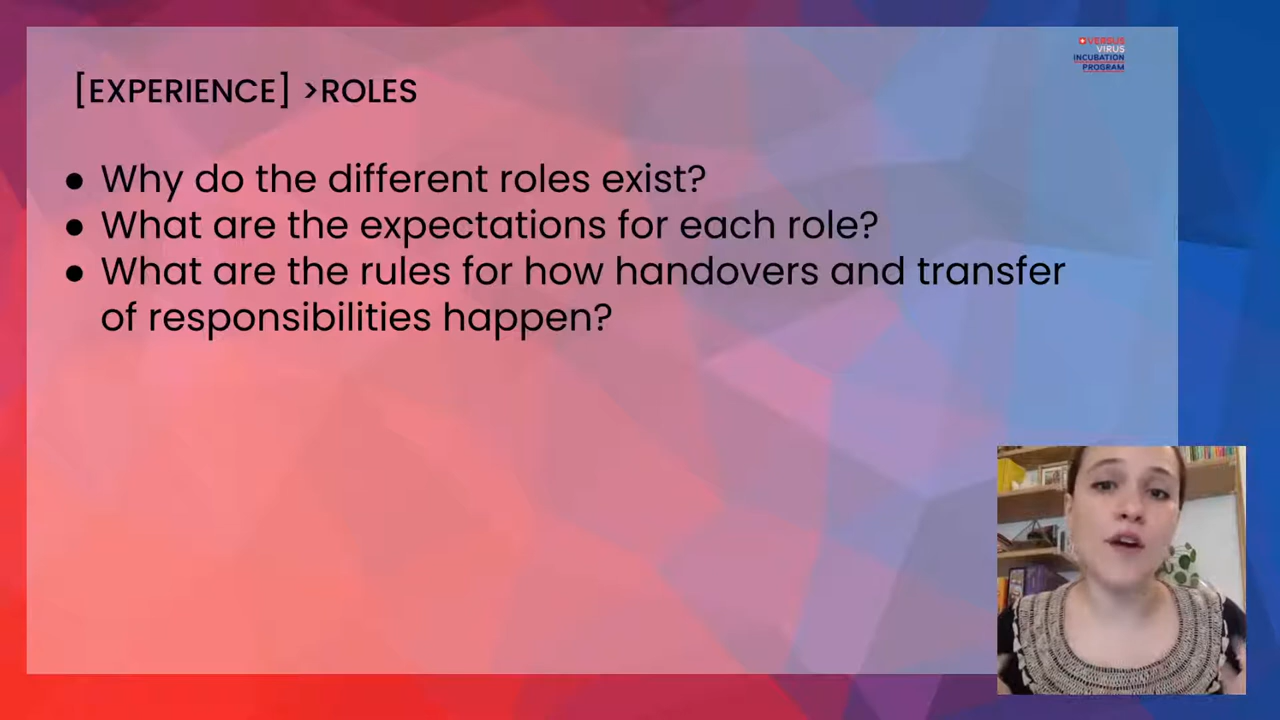 VERSUS
VIRUS
INCUBATION
PROGRAM
[EXPERIENCE] >ROLES
● Why do the different roles exist?
● What are the expectations for each role?
● What are the rules for how handovers and transfer
of responsibilities happen?